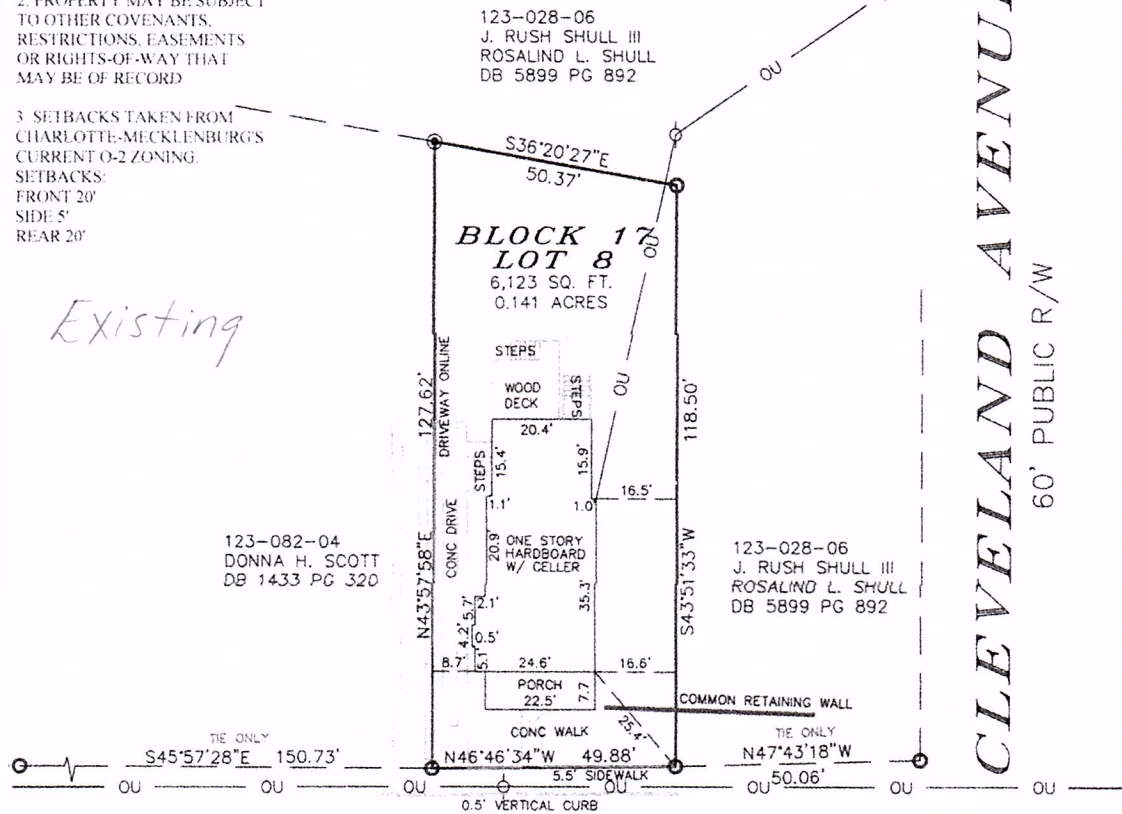 2. PROPERTY MAY BE SUBJECT
TO OTHER COVENANTS,
RESTRICTIONS, EASEMENTS
OR RIGHTS-OF-WAY THAT
MAY BE OF RECORD
3 SETBACKS TAKEN FROM
CHARLOTTE-MECKLENBURG'S
CURRENT O-2 ZONING.
SETBACKS:
FRONT 20'
SIDE 5'
REAR 20'
Existing
123-028-06
J. RUSH SHULL III
ROSALIND L. SHULL
DB 5899 PG 892
OU
S36°20'27"E
50.37'
BLOCK 17
LOT 8
6,123 SQ. FT.
0.141 ACRES
OU
OU
STEPS
WOOD
DECK
STEPS
20.4'
STEPS
15.4'
15.9'
1.1'
1.0'
16.5'
127.62'
DRIVEWAY ONLINE
118.50'
CONC DRIVE
N43°57'58"E
S43°51'33"W
20.9
ONE STORY
HARDBOARD
W/ CELLER
35.3'
2.1'
5.7'
4.2'
0.5'
5.1'
8.7'
24.6'
16.6'
PORCH
22.5'
7.7
25.4'
COMMON RETAINING WALL
CONC WALK
123-082-04
DONNA H. SCOTT
DB 1433 PG 320
123-028-06
J. RUSH SHULL III
ROSALIND L. SHULL
DB 5899 PG 892
TIE ONLY
S45°57'28"E 150.73'
N46°46'34"W 49.88'
TIE ONLY
N47°43'18"W
50.06'
5.5' SIDEWALK
OU OU OU OU OU OU
0.5' VERTICAL CURB
CLEVELAND AVENU
60' PUBLIC R/W